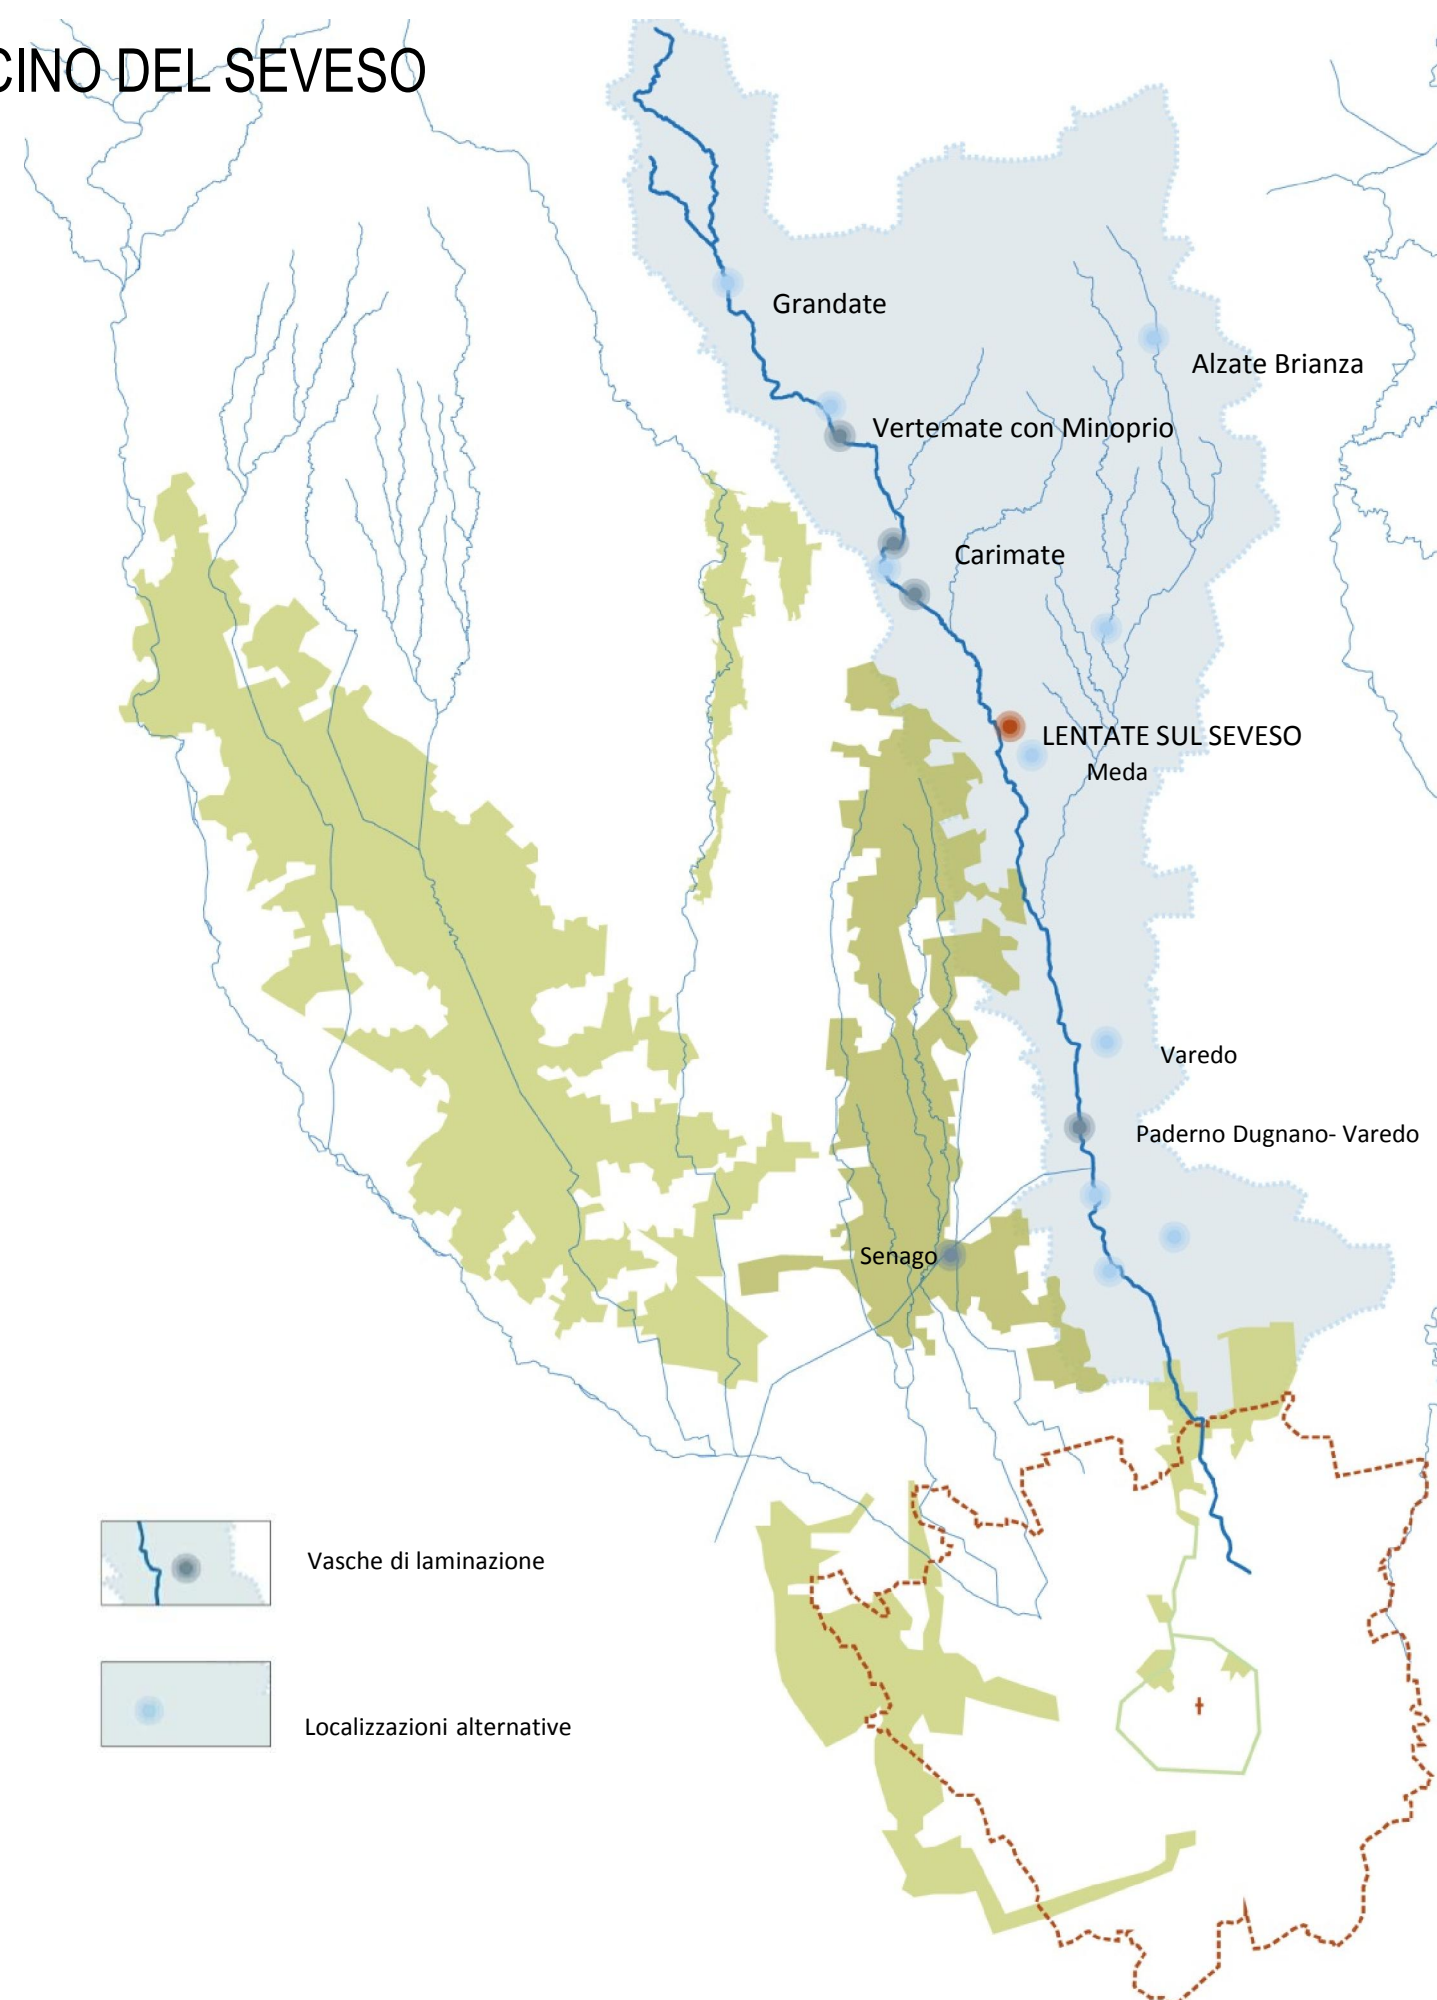 CINO DEL SEVESO
Grandate
Alzate Brianza
Vertemate con Minoprio
Carimate
LENTATE SUL SEVESO
Meda
Varedo
Paderno Dugnano- Varedo
Senago
Vasche di laminazione
Localizzazioni alternative